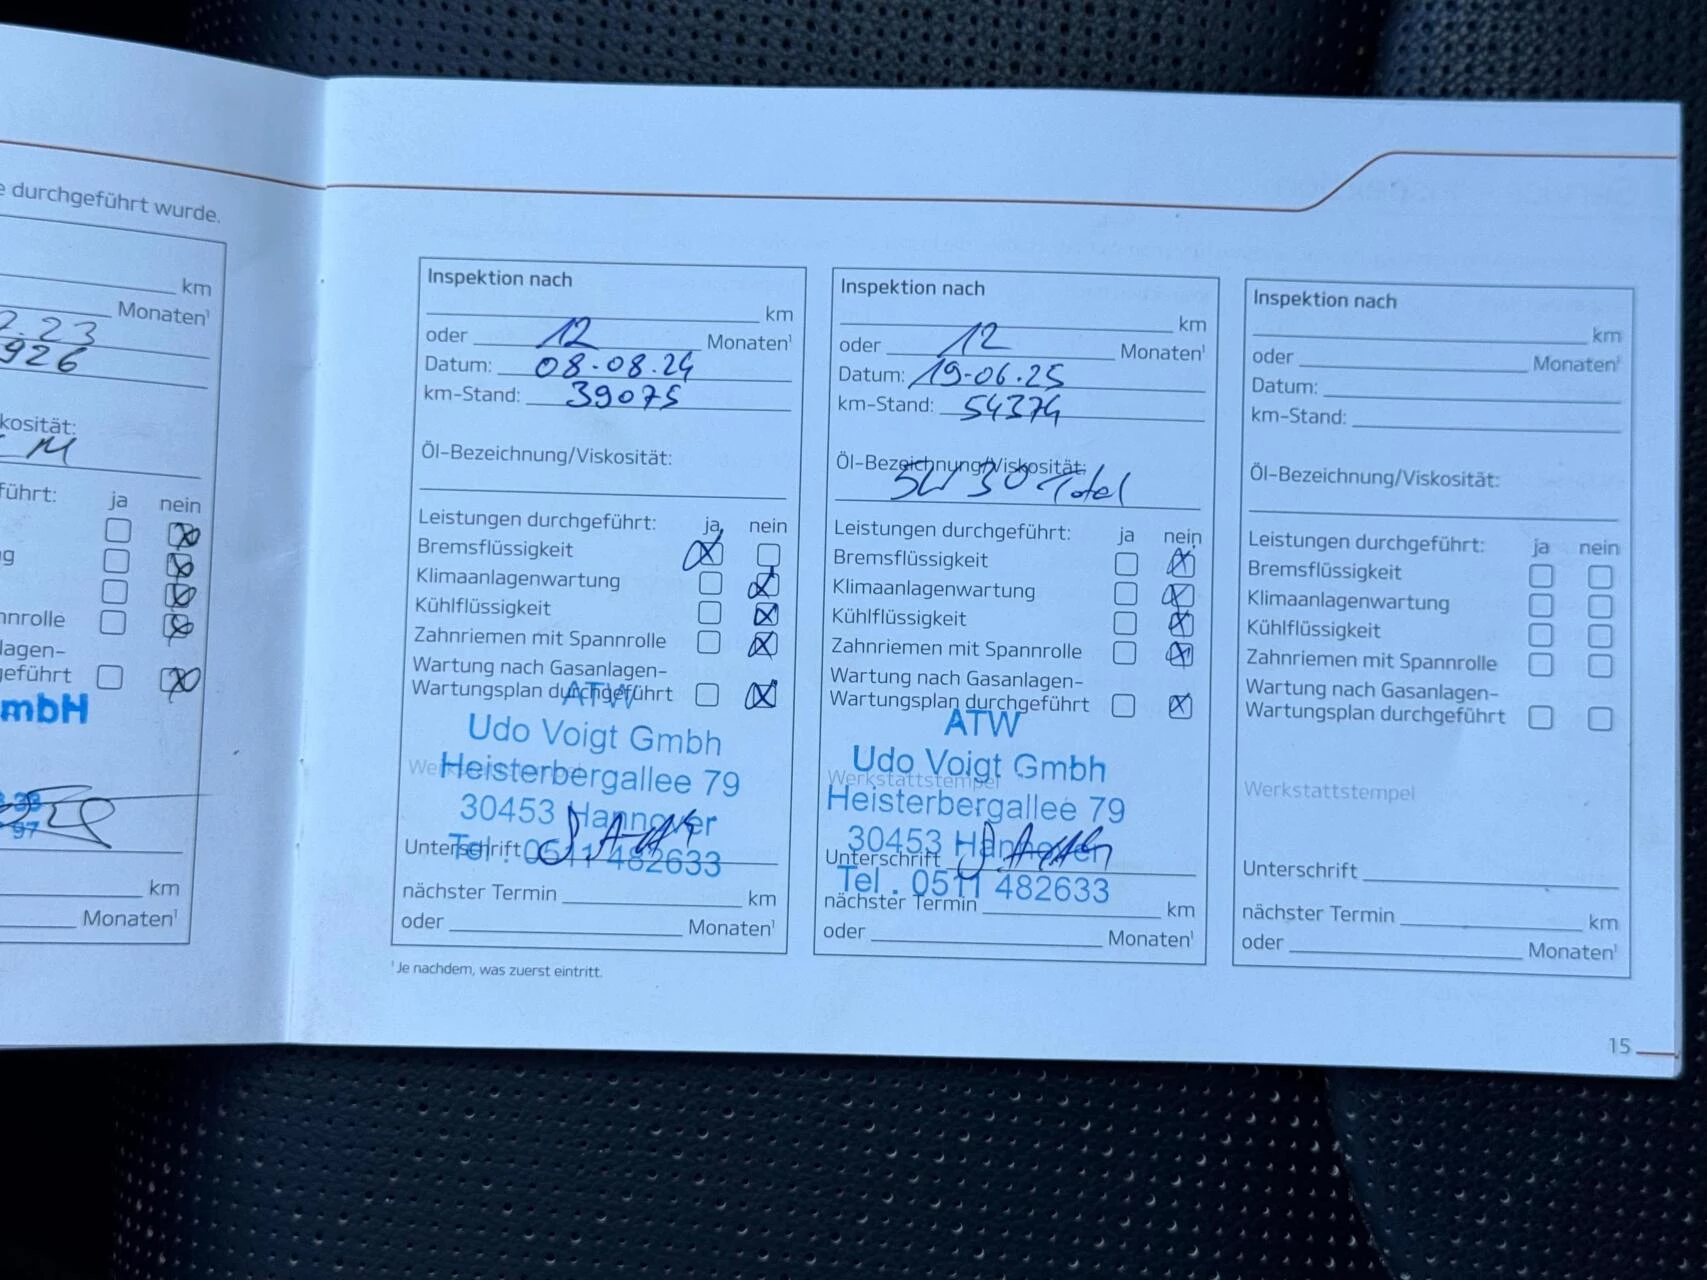 e durchgeführt wurde.
km
Monaten¹
2.23
926
kosität:
M
führt: ja nein
ng
nnrolle
lagen-
geführt
mbH
km
Monaten¹
Inspektion nach
km
oder 12 Monaten¹
Datum: 08.08.24
km-Stand: 39075
Öl-Bezeichnung/Viskosität:
Leistungen durchgeführt: ja nein
Bremsflüssigkeit
Klimaanlagenwartung
Kühlflüssigkeit
Zahnriemen mit Spannrolle
Wartung nach Gasanlagen-
Wartungsplan durchgeführt
ATW
Udo Voigt Gmbh
Heisterbergallee 79
30453 Hannover
Unterschrift
Tel . 0511 482633
nächster Termin km
oder Monaten¹
¹Je nachdem, was zuerst eintritt.
Inspektion nach
km
oder 12 Monaten¹
Datum: 19.06.25
km-Stand: 54374
Öl-Bezeichnung/Viskosität:
5W30 Total
Leistungen durchgeführt: ja nein
Bremsflüssigkeit
Klimaanlagenwartung
Kühlflüssigkeit
Zahnriemen mit Spannrolle
Wartung nach Gasanlagen-
Wartungsplan durchgeführt
ATW
Udo Voigt Gmbh
Werkstattstempel
Heisterbergallee 79
30453 Hannover
Unterschrift
Tel . 0511 482633
nächster Termin km
oder Monaten¹
Inspektion nach
km
oder Monaten¹
Datum:
km-Stand:
Öl-Bezeichnung/Viskosität:
Leistungen durchgeführt: ja nein
Bremsflüssigkeit
Klimaanlagenwartung
Kühlflüssigkeit
Zahnriemen mit Spannrolle
Wartung nach Gasanlagen-
Wartungsplan durchgeführt
Werkstattstempel
Unterschrift
nächster Termin km
oder Monaten¹
15